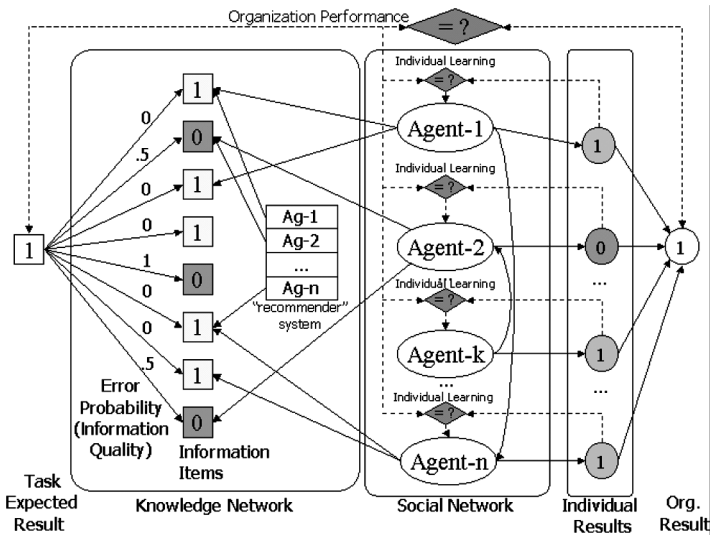 Organization Performance
= ?
Individual Learning
= ?
1
0
Agent-1
1
.5
0
Individual Learning
0
1
= ?
Ag-1
0
1
Ag-2
1
Agent-2
0
1
1
...
...
0
Ag-n
Individual Learning
...
0
"recommender"
= ?
0
1
system
1
Agent-k
1
.5
...
...
Error
Individual Learning
Probability
= ?
(Information
0
Quality)
Information
Agent-n
1
Items
Task
Expected
Result
Knowledge Network
Social Network
Individual
Results
Org.
Result